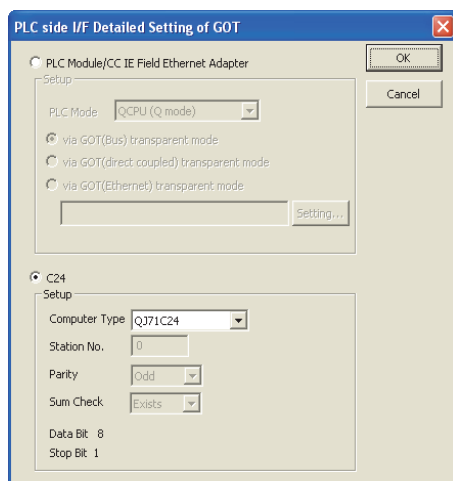 PLC side I/F Detailed Setting of GOT
PLC Module/CC IE Field Ethernet Adapter
OK
Cancel
Setup
PLC Mode QCPU (Q mode)
via GOT(Bus) transparent mode
via GOT(direct coupled) transparent mode
via GOT(Ethernet) transparent mode
Setting...
C24
Setup
Computer Type QJ71C24
Station No. 0
Parity Odd
Sum Check Exists
Data Bit 8
Stop Bit 1